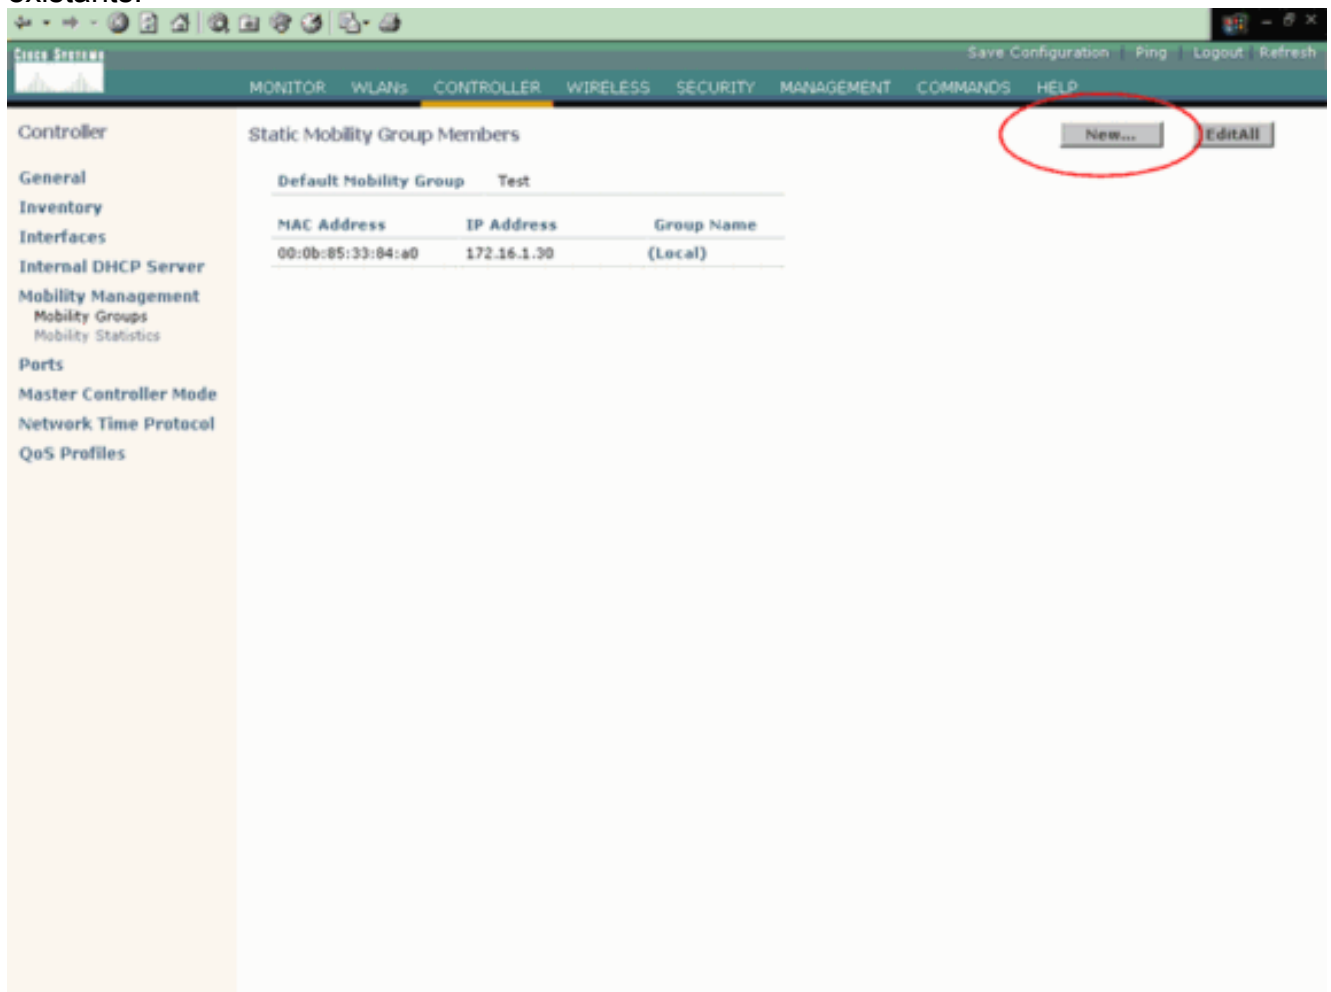 existants.
CISCO SYSTEMS
Save Configuration | Ping | Logout | Refresh
MONITOR WLANs CONTROLLER WIRELESS SECURITY MANAGEMENT COMMANDS HELP
Controller
General
Inventory
Interfaces
Internal DHCP Server
Mobility Management
Mobility Groups
Mobility Statistics
Ports
Master Controller Mode
Network Time Protocol
QoS Profiles
Static Mobility Group Members
New...
EditAll
Default Mobility Group Test
MAC Address IP Address Group Name
00:0b:85:33:84:a0 172.16.1.30 (Local)